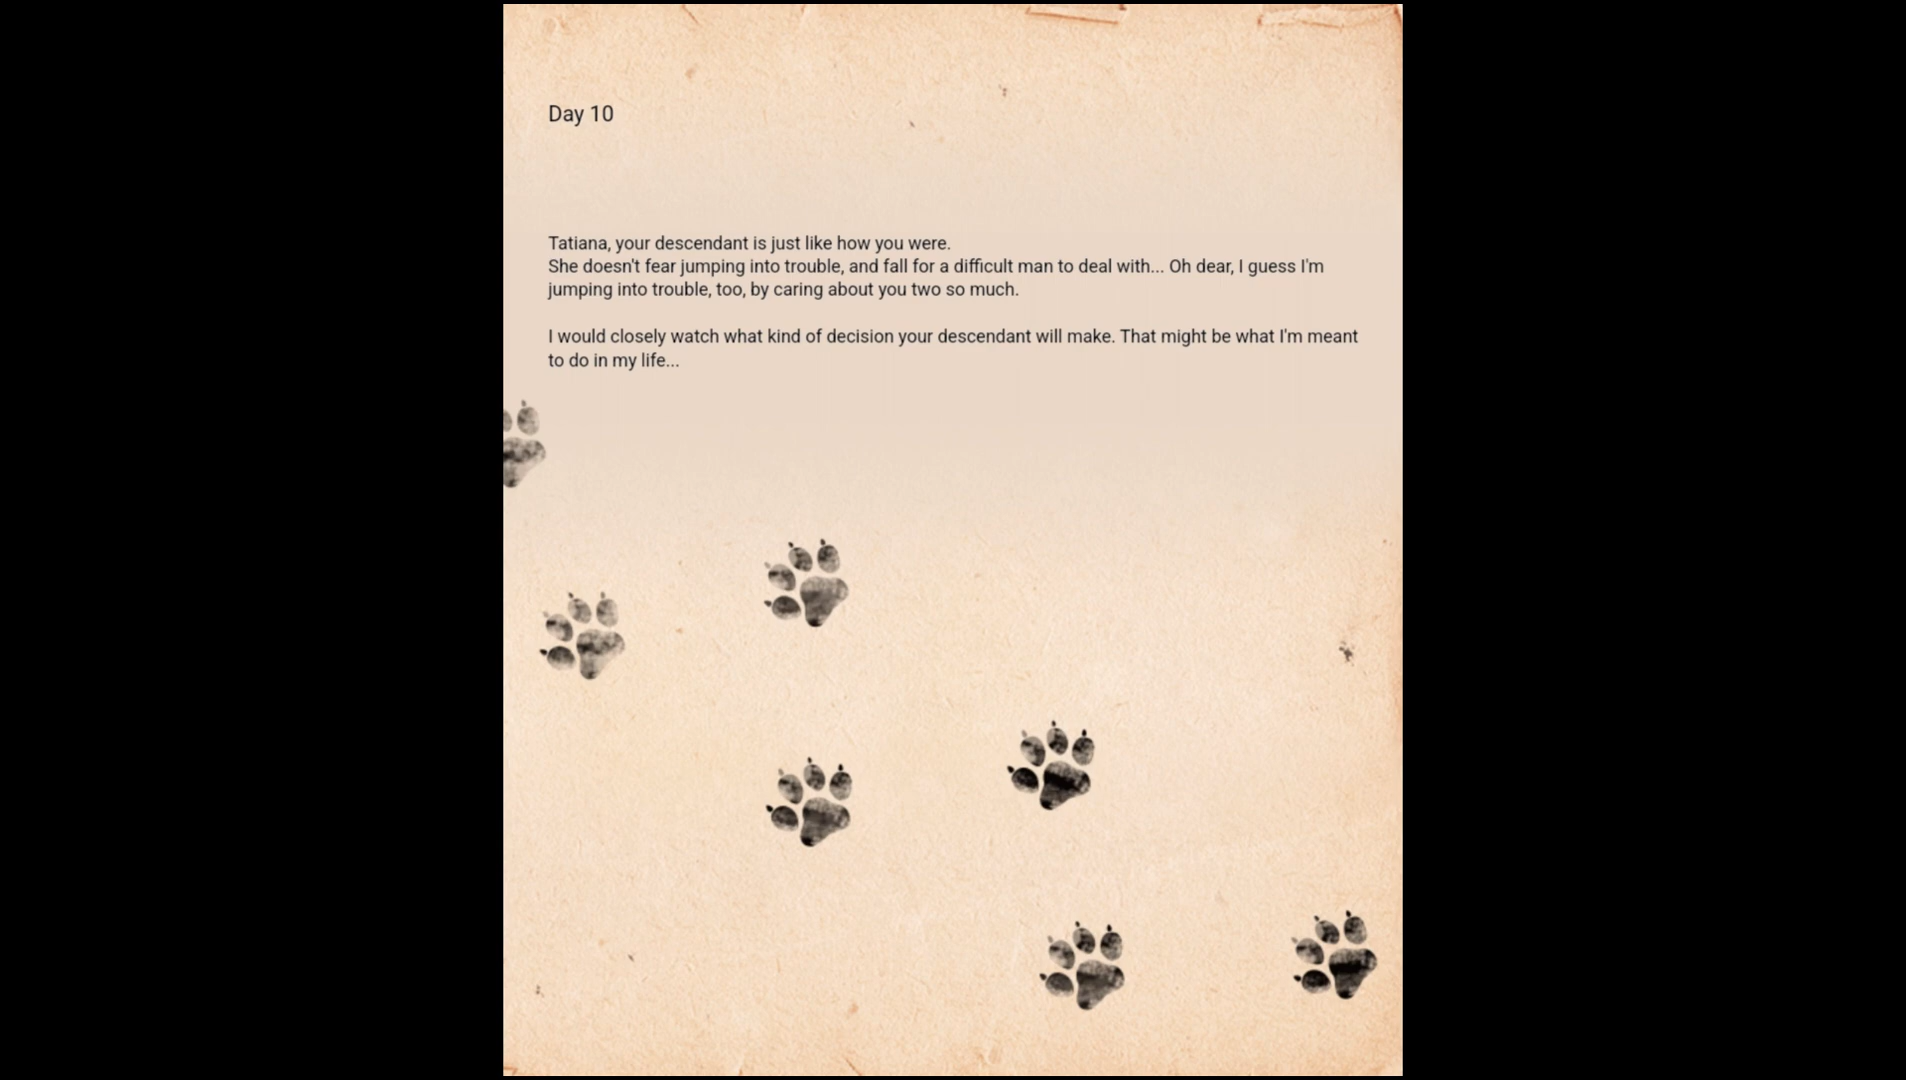 Day 10
Tatiana, your descendant is just like how you were.
She doesn't fear jumping into trouble, and fall for a difficult man to deal with... Oh dear, I guess I'm
jumping into trouble, too, by caring about you two so much.
I would closely watch what kind of decision your descendant will make. That might be what I'm meant
to do in my life...